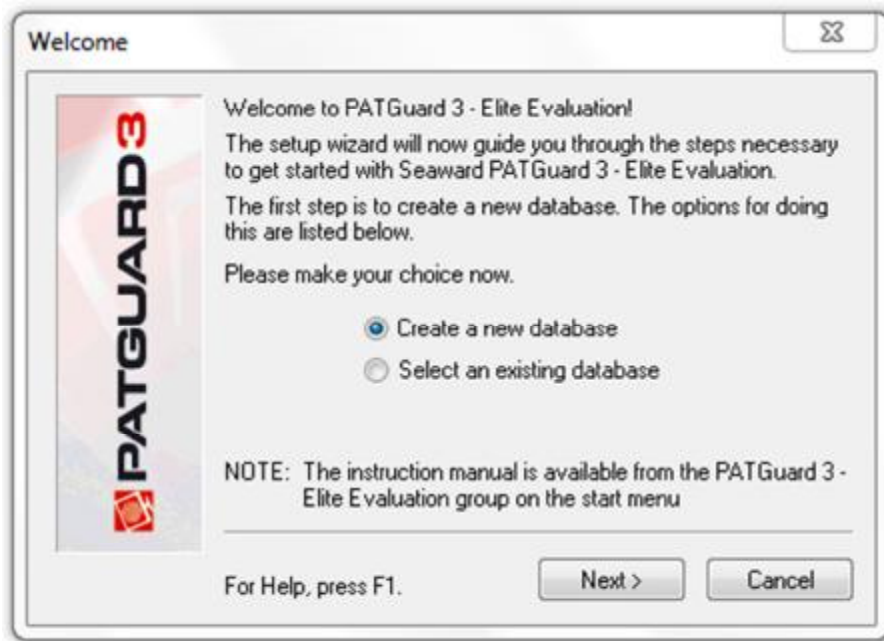 Welcome
PATGUARD3
Welcome to PATGuard 3 - Elite Evaluation!
The setup wizard will now guide you through the steps necessary
to get started with Seaward PATGuard 3 - Elite Evaluation.
The first step is to create a new database. The options for doing
this are listed below.
Please make your choice now.
Create a new database
Select an existing database
NOTE: The instruction manual is available from the PATGuard 3 -
Elite Evaluation group on the start menu
For Help, press F1.
Next >
Cancel